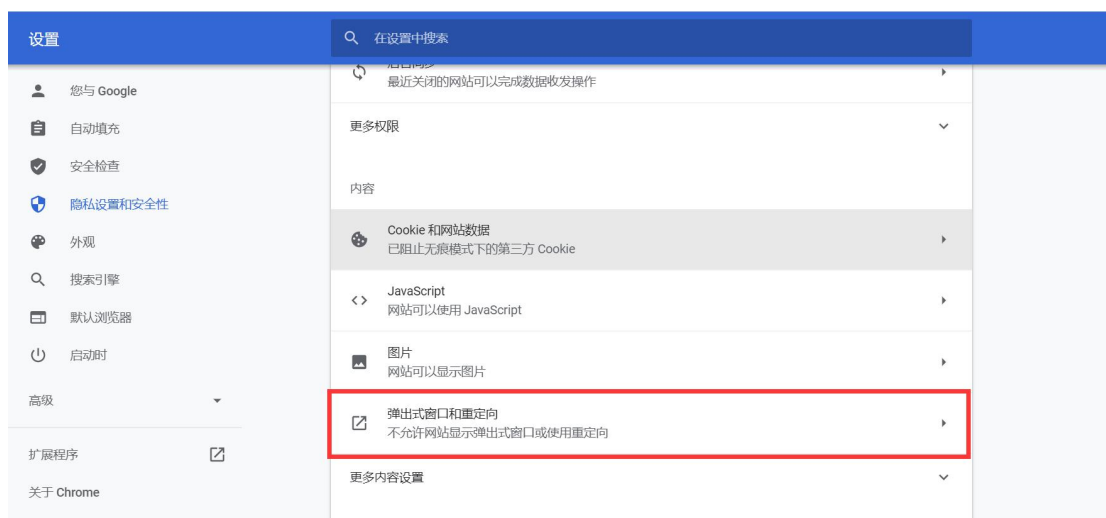 设置
在设置中搜索
您与 Google
自动填充
安全检查
隐私设置和安全性
外观
搜索引擎
默认浏览器
启动时
高级
扩展程序
关于 Chrome
最近关闭的网站可以完成数据收发操作
更多权限
内容
Cookie 和网站数据
已阻止无痕模式下的第三方 Cookie
JavaScript
网站可以使用 JavaScript
图片
网站可以显示图片
弹出式窗口和重定向
不允许网站显示弹出式窗口或使用重定向
更多内容设置